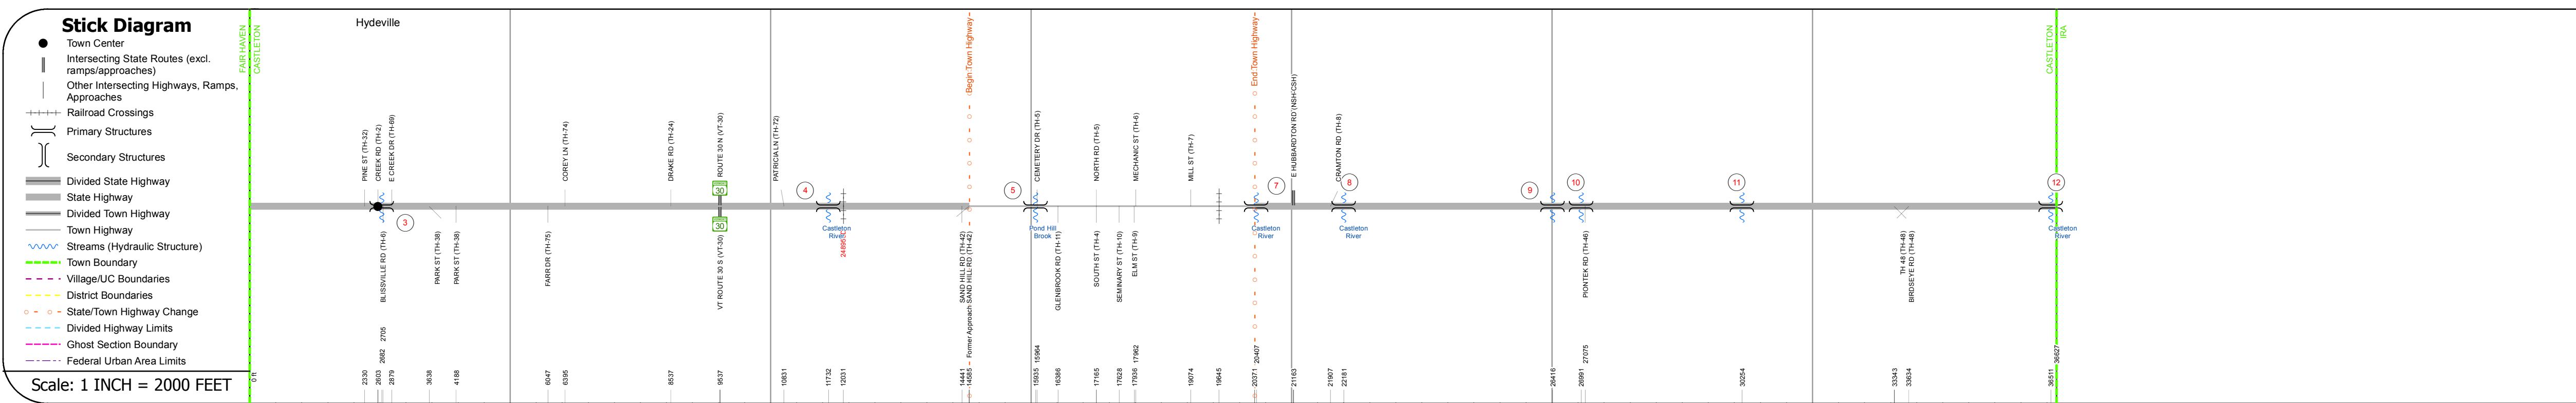 Stick Diagram
Town Center
Intersecting State Routes (excl.
ramps/approaches)
Other Intersecting Highways, Ramps,
Approaches
Railroad Crossings
Primary Structures
Secondary Structures
Divided State Highway
State Highway
Divided Town Highway
Town Highway
Streams (Hydraulic Structure)
Town Boundary
Village/UC Boundaries
District Boundaries
State/Town Highway Change
Divided Highway Limits
Ghost Section Boundary
Federal Urban Area Limits
Scale: 1 INCH = 2000 FEET
FAIR HAVEN
CASTLETON
Hydeville
Begin Town Highway
End Town Highway
CASTLETON
IRA
PINE ST (TH-32)
CREEK RD (TH-2)
E CREEK DR (TH-69)
COREY LN (TH-74)
DRAKE RD (TH-24)
ROUTE 30 N (VT-30)
PATRICIA LN (TH-72)
CEMETERY DR (TH-5)
NORTH RD (TH-5)
MECHANIC ST (TH-6)
MILL ST (TH-7)
E HUBBARDTON RD (NSH/CSH)
CRAMTON RD (TH-8)
30
30
3
4
5
7
8
9
10
11
12
Castleton
River
Pond Hill
Brook
Castleton
River
Castleton
River
Castleton
River
BLISSVILLE RD (TH-6)
PARK ST (TH-38)
PARK ST (TH-38)
FARR DR (TH-75)
VT ROUTE 30 S (VT-30)
SAND HILL RD (TH-42)
Former Approach SAND HILL RD (TH-42)
GLENBROOK RD (TH-11)
SOUTH ST (TH-4)
SEMINARY ST (TH-10)
ELM ST (TH-9)
PIONTEK RD (TH-46)
TH 48 (TH-48)
BIRDSEYE RD (TH-48)
0 ft
2330
2603
2682
2705
2879
3638
4188
6047
6395
8537
9537
10831
11732
12031
14441
14585
15935
15964
16386
17165
17628
17936
17962
19074
19645
20371
20407
21163
21907
22181
26416
26991
27075
30254
33343
33634
36511
36627